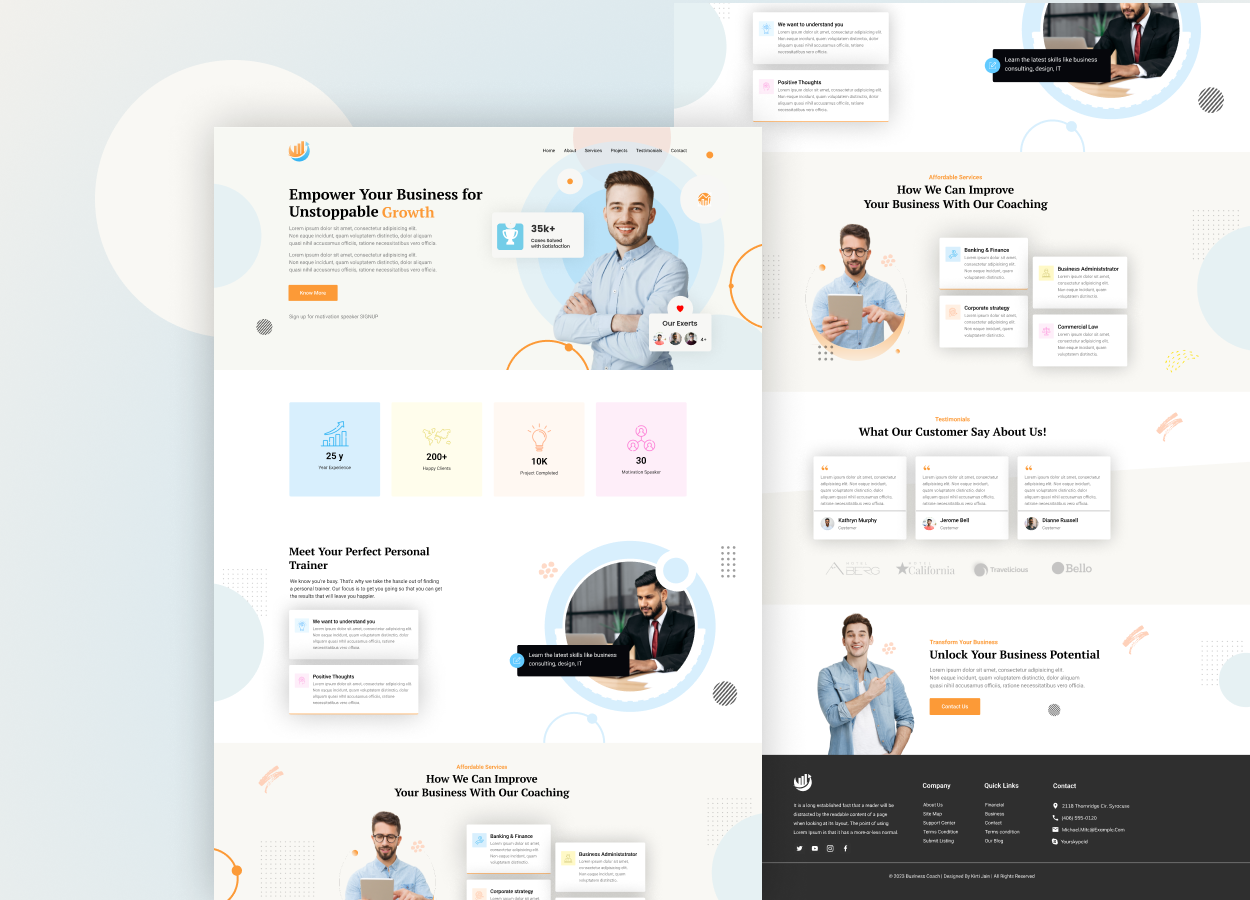 Home About Services Projects Testimonials Contact
Empower Your Business for
Unstoppable Growth
Lorem ipsum dolor sit amet, consectetur adipisicing elit.
Non eaque incidunt, quam voluptatem distinctio, dolor aliquam
quasi nihil accusamus officiis, ratione necessitatibus vero officia.
Lorem ipsum dolor sit amet, consectetur adipisicing elit.
Non eaque incidunt, quam voluptatem distinctio, dolor aliquam
quasi nihil accusamus officiis, ratione necessitatibus vero officia.
Know More
Sign up for motivation speaker SIGNUP
35k+
Cases Solved
with Satisfaction
Our Exerts
4+
25 y
Year Experience
200+
Happy Clients
10K
Project Completed
30
Motivation Speaker
Meet Your Perfect Personal
Trainer
We know you're busy. That's why we take the hassle out of finding
a personal trainer. Our focus is to get you going so that you can get
the results that will leave you happier.
We want to understand you
Lorem ipsum dolor sit amet, consectetur adipisicing elit.
Non eaque incidunt, quam voluptatem distinctio, dolor
aliquam quasi nihil accusamus officiis, ratione
necessitatibus vero officia.
Positive Thoughts
Lorem ipsum dolor sit amet, consectetur adipisicing elit.
Non eaque incidunt, quam voluptatem distinctio, dolor
aliquam quasi nihil accusamus officiis, ratione
necessitatibus vero officia.
Learn the latest skills like business
consulting, design, IT
Affordable Services
How We Can Improve
Your Business With Our Coaching
Banking & Finance
Lorem ipsum dolor sit amet,
consectetur adipisicing elit.
Non eaque incidunt, quam
voluptatem distinctio.
Business Administstrator
Lorem ipsum dolor sit amet,
consectetur adipisicing elit.
Non eaque incidunt, quam
voluptatem distinctio.
Corporate strategy
Lorem ipsum dolor sit amet,
We want to understand you
Lorem ipsum dolor sit amet, consectetur adipisicing elit.
Non eaque incidunt, quam voluptatem distinctio, dolor
aliquam quasi nihil accusamus officiis, ratione
necessitatibus vero officia.
Positive Thoughts
Lorem ipsum dolor sit amet, consectetur adipisicing elit.
Non eaque incidunt, quam voluptatem distinctio, dolor
aliquam quasi nihil accusamus officiis, ratione
necessitatibus vero officia.
Learn the latest skills like business
consulting, design, IT
Affordable Services
How We Can Improve
Your Business With Our Coaching
Banking & Finance
Lorem ipsum dolor sit amet,
consectetur adipisicing elit.
Non eaque incidunt, quam
voluptatem distinctio.
Business Administstrator
Lorem ipsum dolor sit amet,
consectetur adipisicing elit.
Non eaque incidunt, quam
voluptatem distinctio.
Corporate strategy
Lorem ipsum dolor sit amet,
consectetur adipisicing elit.
Non eaque incidunt, quam
voluptatem distinctio.
Commercial Law
Lorem ipsum dolor sit amet,
consectetur adipisicing elit.
Non eaque incidunt, quam
voluptatem distinctio.
Testimonials
What Our Customer Say About Us!
Lorem ipsum dolor sit amet, consectetur
adipisicing elit. Non eaque incidunt,
quam voluptatem distinctio, dolor
aliquam quasi nihil accusamus officiis,
ratione necessitatibus vero officia.
Kathryn Murphy
Customer
Lorem ipsum dolor sit amet, consectetur
adipisicing elit. Non eaque incidunt,
quam voluptatem distinctio, dolor
aliquam quasi nihil accusamus officiis,
ratione necessitatibus vero officia.
Jerome Bell
Customer
Lorem ipsum dolor sit amet, consectetur
adipisicing elit. Non eaque incidunt,
quam voluptatem distinctio, dolor
aliquam quasi nihil accusamus officiis,
ratione necessitatibus vero officia.
Dianne Russell
Customer
BERG California Travelicious Bello
Transform Your Business
Unlock Your Business Potential
Lorem ipsum dolor sit amet, consectetur adipisicing elit.
Non eaque incidunt, quam voluptatem distinctio, dolor aliquam
quasi nihil accusamus officiis, ratione necessitatibus vero officia.
Contact Us
It is a long established fact that a reader will be
distracted by the readable content of a page
when looking at its layout. The point of using
Lorem Ipsum is that it has a more-or-less normal
Company
About Us
Site Map
Support Center
Terms Condition
Submit Listing
Quick Links
Financial
Business
Contact
Terms condition
Our Blog
Contact
2118 Thornridge Cir. Syracuse
(406) 555-0120
Michael.Mitc@Exemple.Com
Yourskypeid
© 2023 Business Coach | Designed By Kirti Jain | All Rights Reserved